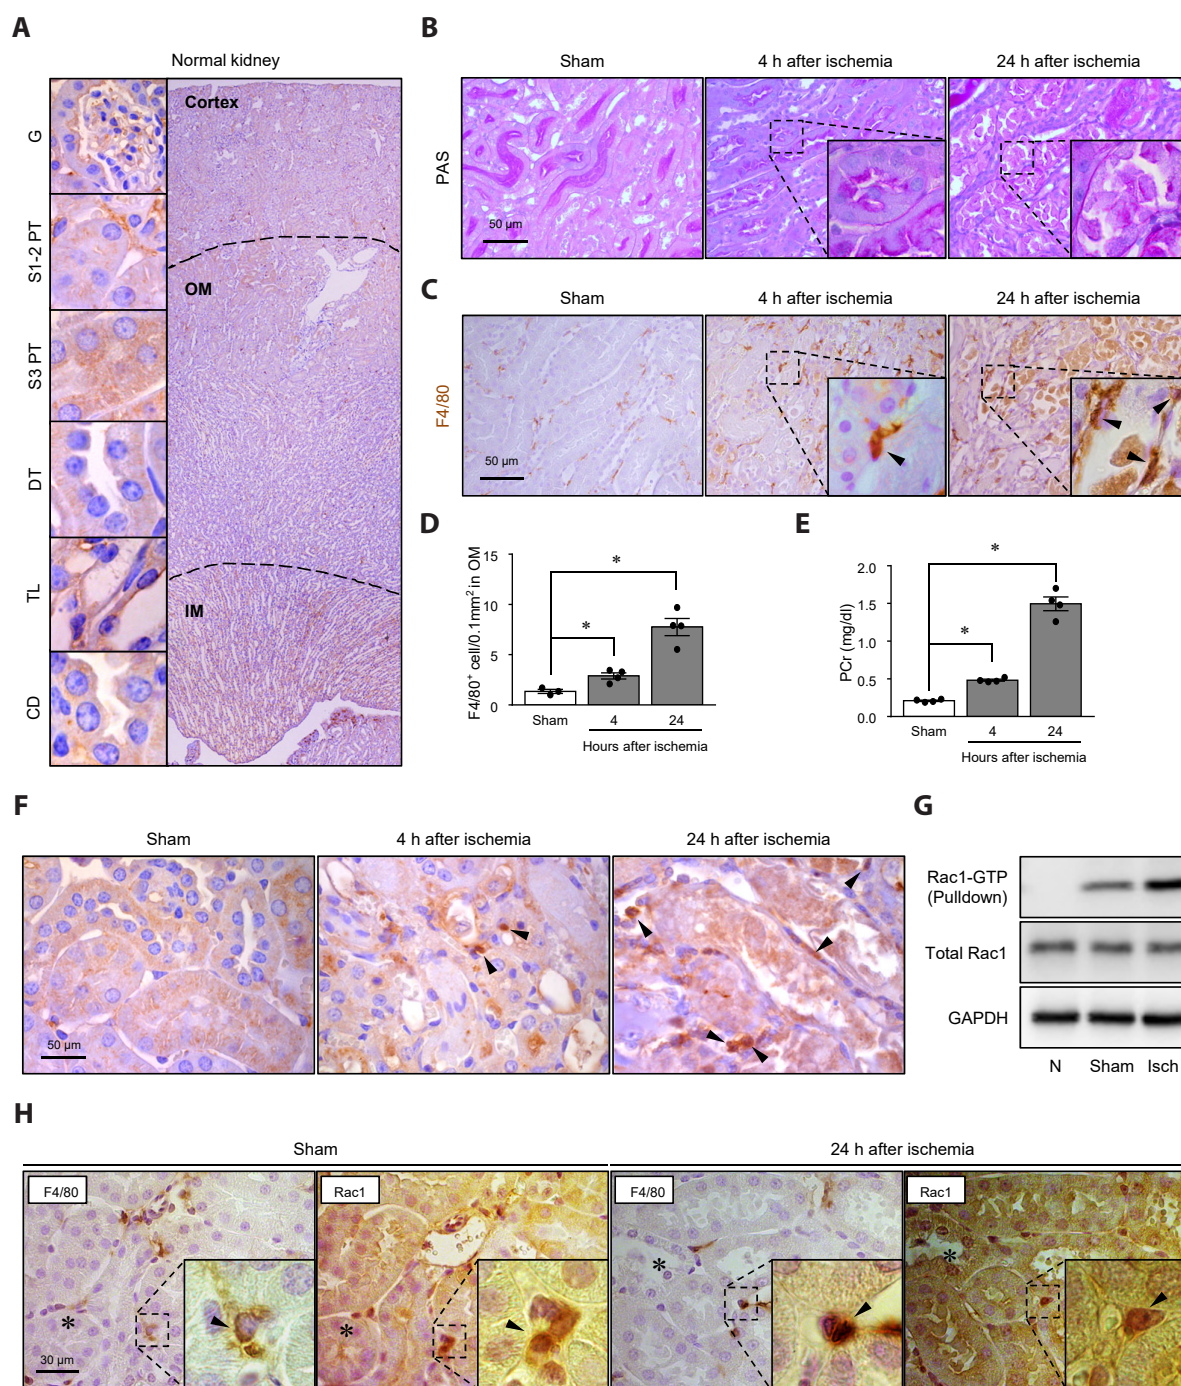 A
Normal kidney
G
S1-2 PT
S3 PT
DT
TL
CD
Cortex
OM
IM
B
Sham
4 h after ischemia
24 h after ischemia
PAS
50 µm
C
Sham
4 h after ischemia
24 h after ischemia
F4/80
50 µm
D
F4/80⁺ cell/0.1mm² in OM
15
10
5
0
*
*
Sham
4
24
Hours after ischemia
E
PCr (mg/dl)
2.0
1.5
1.0
0.5
0.0
*
*
Sham
4
24
Hours after ischemia
F
Sham
4 h after ischemia
24 h after ischemia
50 µm
G
Rac1-GTP
(Pulldown)
Total Rac1
GAPDH
N Sham Isch
H
Sham
24 h after ischemia
F4/80
Rac1
F4/80
Rac1
*
*
*
*
30 µm